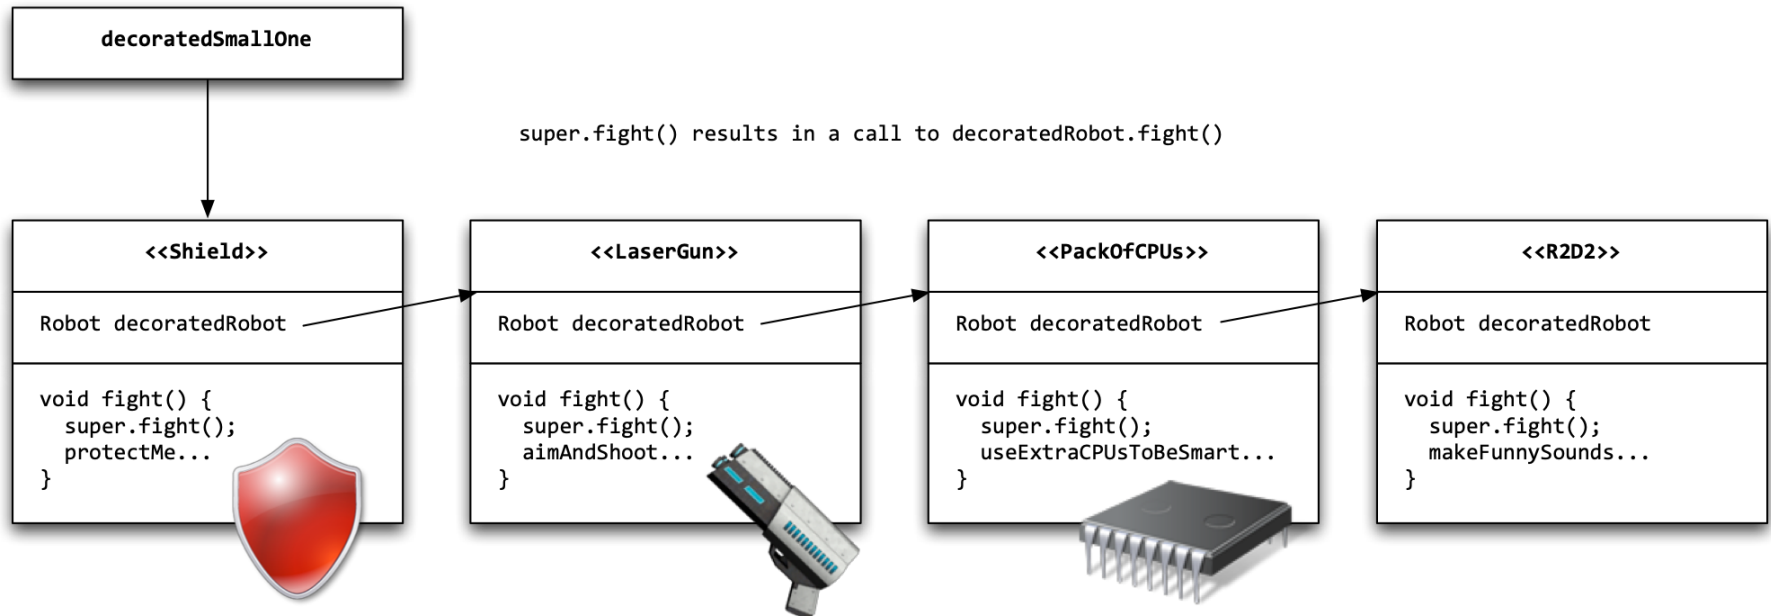 decoratedSmallOne
super.fight() results in a call to decoratedRobot.fight()
<<Shield>>
Robot decoratedRobot
void fight() {
  super.fight();
  protectMe...
}
<<LaserGun>>
Robot decoratedRobot
void fight() {
  super.fight();
  aimAndShoot...
}
<<PackOfCPUs>>
Robot decoratedRobot
void fight() {
  super.fight();
  useExtraCPUsToBeSmart...
}
<<R2D2>>
Robot decoratedRobot
void fight() {
  super.fight();
  makeFunnySounds...
}